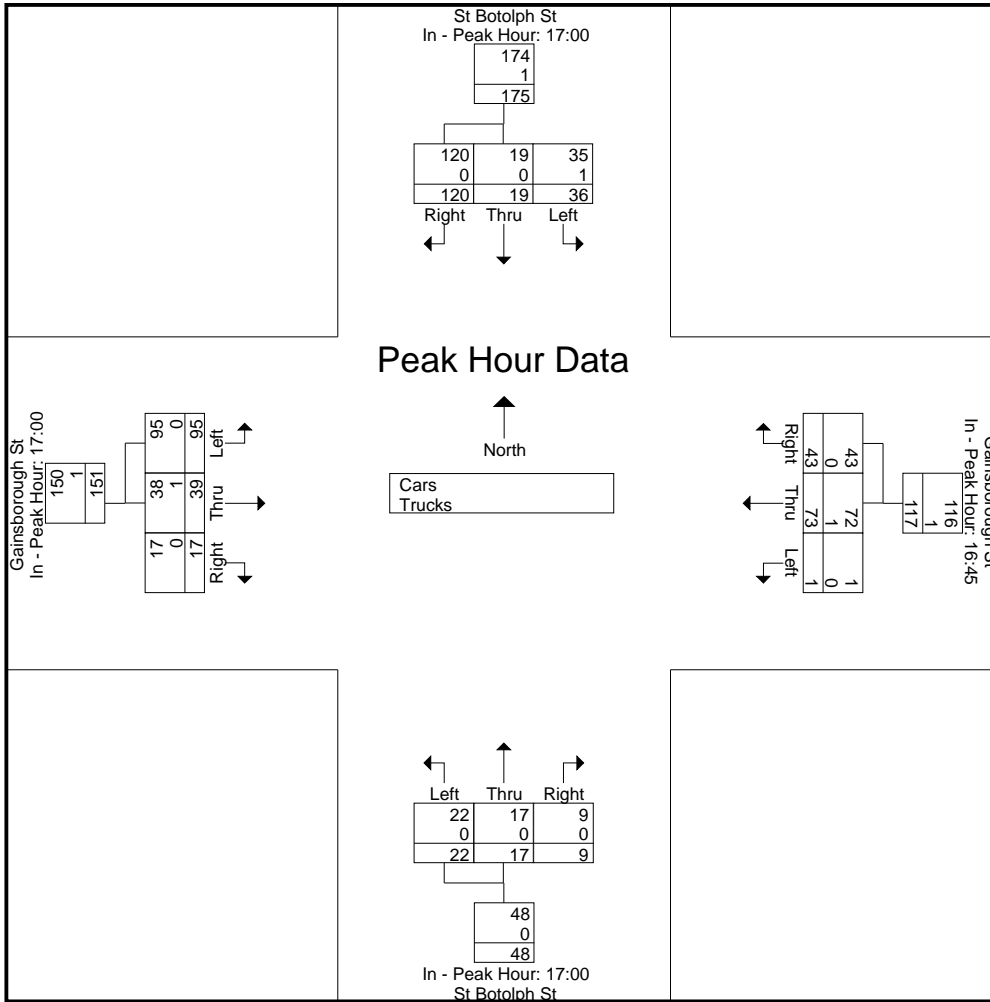 St Botolph St
In - Peak Hour: 17:00
174
1
175
120 19 35
0 0 1
120 19 36
Right Thru Left
Peak Hour Data
North
Cars
Trucks
Gainsborough St
In - Peak Hour: 17:00
150
1
151
95 0 95
38 1 39
17 0 17
Left
Thru
Right
Right
Thru
Left
43 0 43
73 1 72
1 0 1
116
1
117
Gainsborough St
In - Peak Hour: 16:45
Left Thru Right
22 17 9
0 0 0
22 17 9
48
0
48
In - Peak Hour: 17:00
St Botolph St